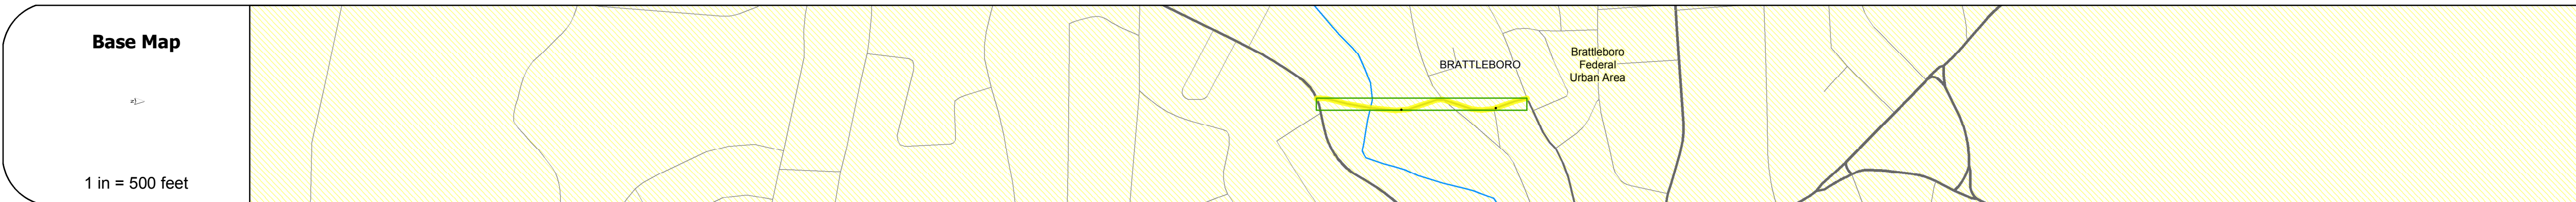 Base Map
1 in = 500 feet
BRATTLEBORO
Brattleboro
Federal
Urban Area